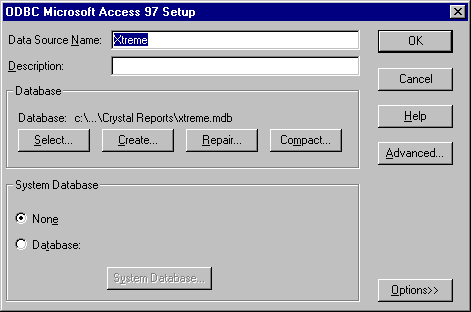 ODBC Microsoft Access 97 Setup
Data Source Name: Xtreme
OK
Description:
Cancel
Database
Database: c:\...\Crystal Reports\xtreme.mdb
Help
Select... Create... Repair... Compact...
Advanced...
System Database
None
Database:
System Database...
Options>>